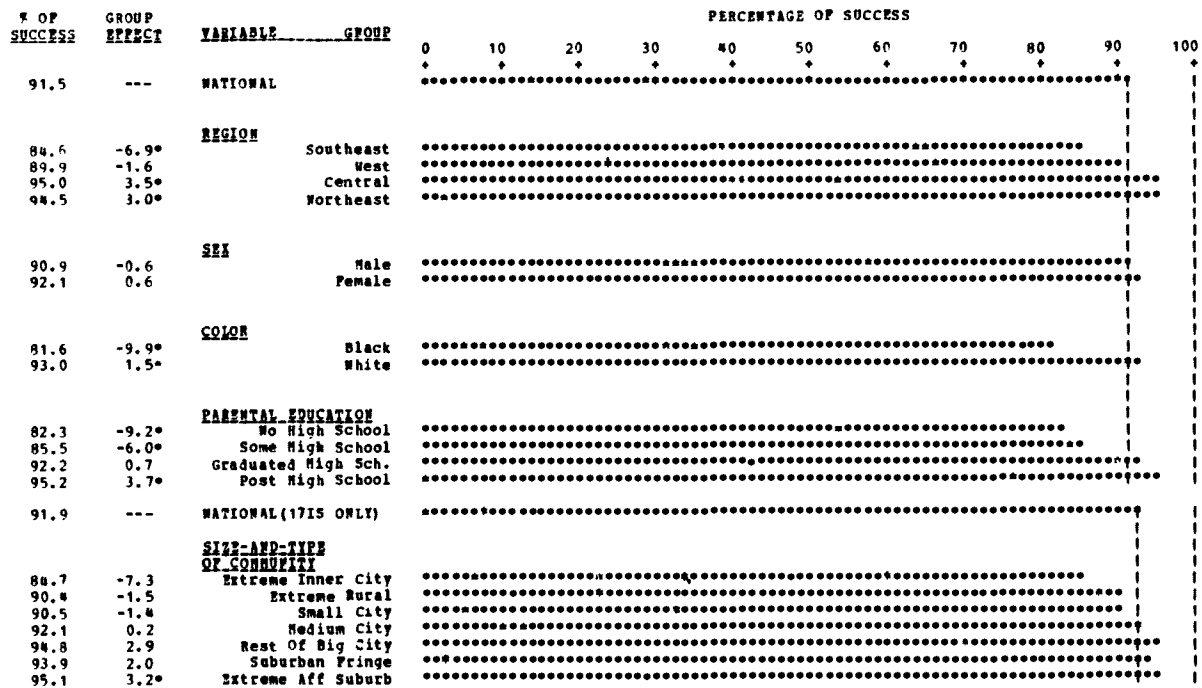 % OF GROUP PERCENTAGE OF SUCCESS
SUCCESS EFFECT VARIABLE GROUP
0 10 20 30 40 50 60 70 80 90 100
91.5 --- NATIONAL
REGION
84.6 -6.9* Southeast
89.9 -1.6 West
95.0 3.5* Central
94.5 3.0* Northeast
SEX
90.9 -0.6 Male
92.1 0.6 Female
COLOR
81.6 -9.9* Black
93.0 1.5* White
PARENTAL EDUCATION
82.3 -9.2* No High School
85.5 -6.0* Some High School
92.2 0.7 Graduated High Sch.
95.2 3.7* Post High School
91.9 --- NATIONAL(17IS ONLY)
SIZE-AND-TYPE
OF COMMUNITY
84.7 -7.3 Extreme Inner City
90.4 -1.5 Extreme Rural
90.5 -1.4 Small City
92.1 0.2 Medium City
94.8 2.9 Rest Of Big City
93.9 2.0 Suburban Fringe
95.1 3.2* Extreme Aff Suburb